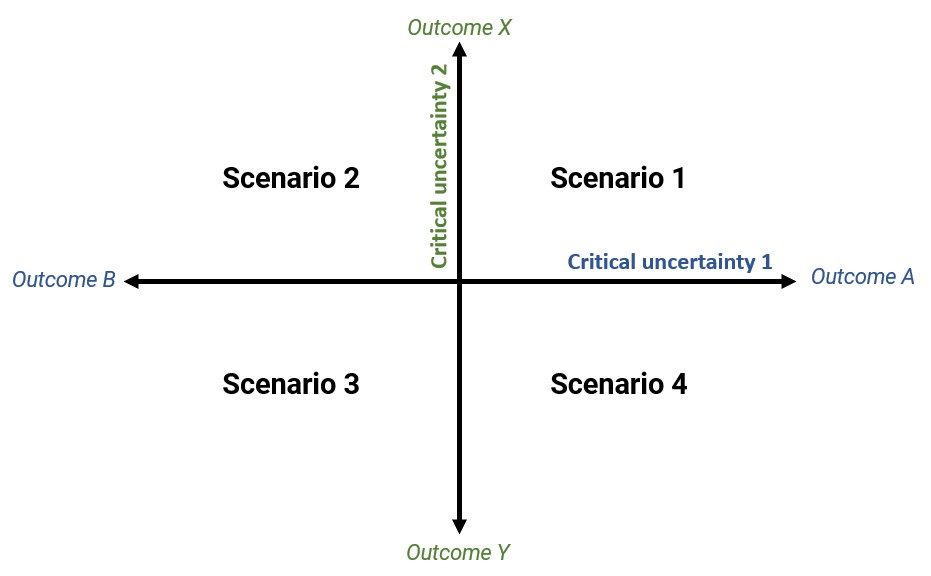 Outcome X
Critical uncertainty 2
Scenario 2
Scenario 1
Critical uncertainty 1
Outcome B
Outcome A
Scenario 3
Scenario 4
Outcome Y